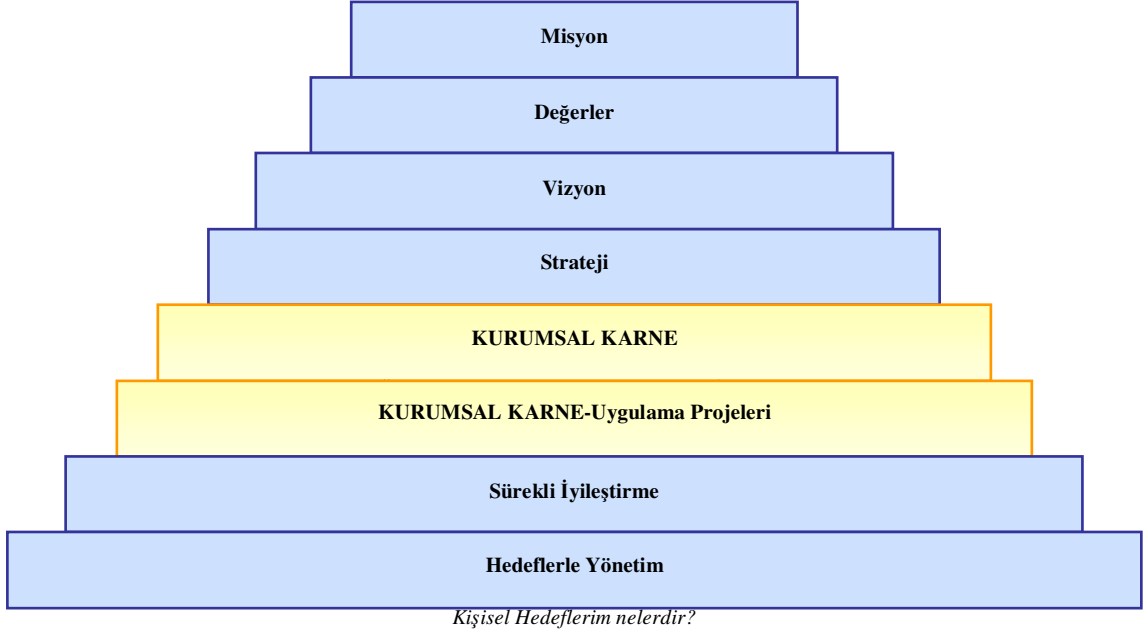 Misyon
Değerler
Vizyon
Strateji
KURUMSAL KARNE
KURUMSAL KARNE-Uygulama Projeleri
Sürekli İyileştirme
Hedeflerle Yönetim
Kişisel Hedeflerim nelerdir?